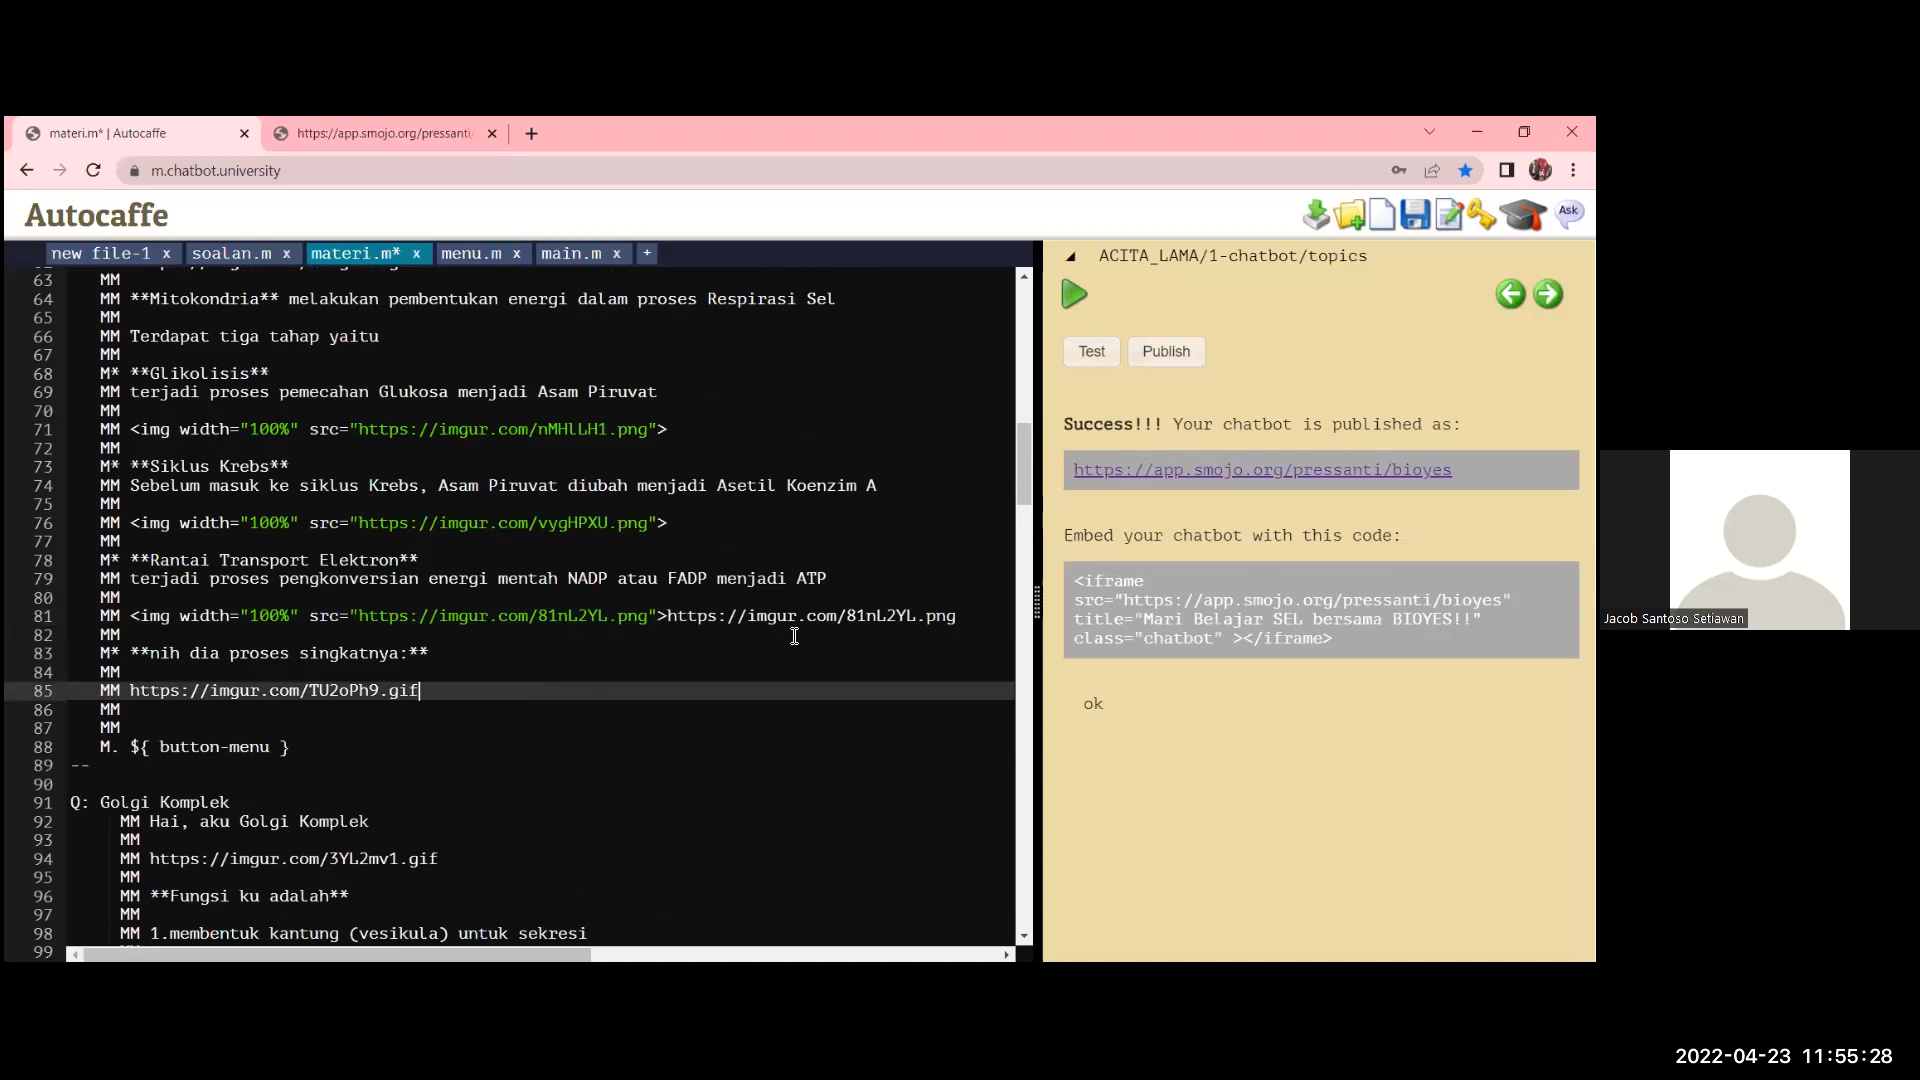 materi.m* | Autocaffe
https://app.smojo.org/pressanti/
m.chatbot.university
Autocaffe
Ask
new file-1 x
soalan.m x
materi.m* x
menu.m x
main.m x
+
63 MM
64 MM **Mitokondria** melakukan pembentukan energi dalam proses Respirasi Sel
65 MM
66 MM Terdapat tiga tahap yaitu
67 MM
68 M* **Glikolisis**
69 MM terjadi proses pemecahan Glukosa menjadi Asam Piruvat
70 MM
71 MM <img width="100%" src="https://imgur.com/nMHlLH1.png">
72 MM
73 M* **Siklus Krebs**
74 MM Sebelum masuk ke siklus Krebs, Asam Piruvat diubah menjadi Asetil Koenzim A
75 MM
76 MM <img width="100%" src="https://imgur.com/vygHPXU.png">
77 MM
78 M* **Rantai Transport Elektron**
79 MM terjadi proses pengkonversian energi mentah NADP atau FADP menjadi ATP
80 MM
81 MM <img width="100%" src="https://imgur.com/81nL2YL.png">https://imgur.com/81nL2YL.png
82 MM
83 M* **nih dia proses singkatnya:**
84 MM
85 MM https://imgur.com/TU2oPh9.gif
86 MM
87 MM
88 M. ${ button-menu }
89 --
90
91 Q: Golgi Komplek
92 MM Hai, aku Golgi Komplek
93 MM
94 MM https://imgur.com/3YL2mv1.gif
95 MM
96 MM **Fungsi ku adalah**
97 MM
98 MM 1.membentuk kantung (vesikula) untuk sekresi
99
ACITA_LAMA/1-chatbot/topics
Test
Publish
Success!!! Your chatbot is published as:
https://app.smojo.org/pressanti/bioyes
Embed your chatbot with this code:
<iframe
src="https://app.smojo.org/pressanti/bioyes"
title="Mari Belajar SEL bersama BIOYES!!"
class="chatbot" ></iframe>
ok
Jacob Santoso Setiawan
2022-04-23 11:55:28